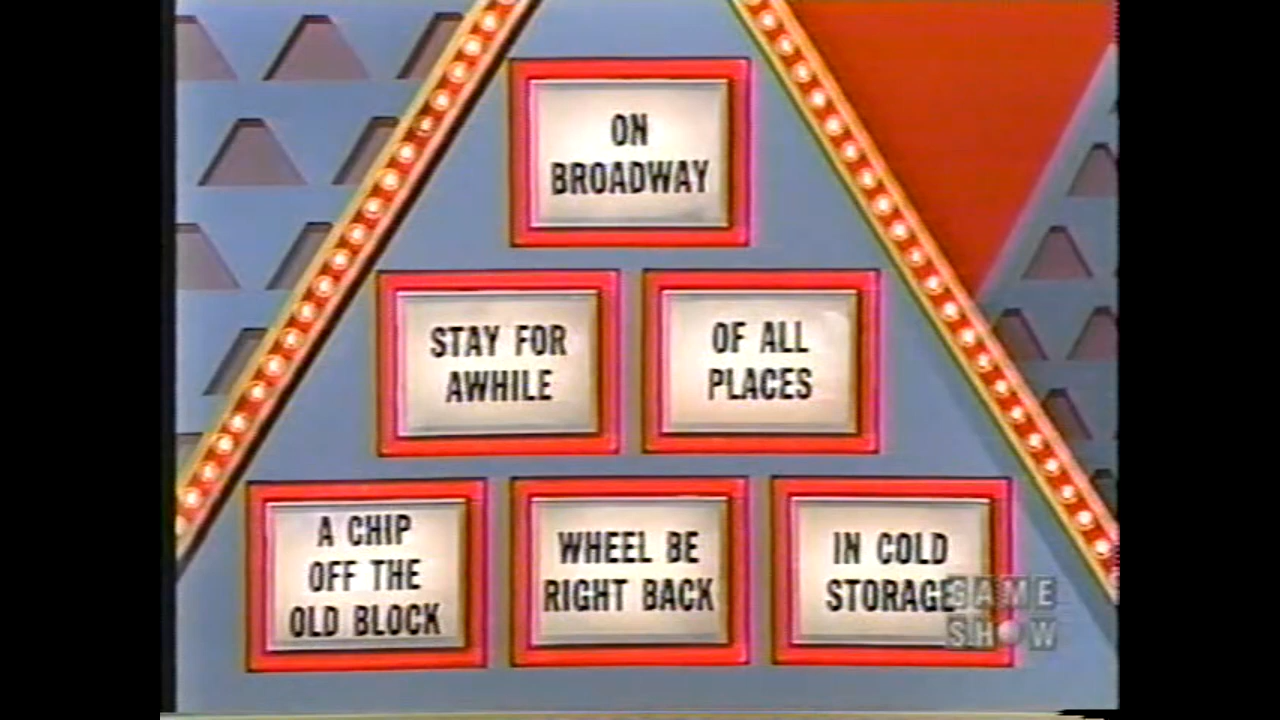 ON
BROADWAY
STAY FOR
AWHILE
OF ALL
PLACES
A CHIP
OFF THE
OLD BLOCK
WHEEL BE
RIGHT BACK
IN COLD
STORAGE
GAME
SHOW